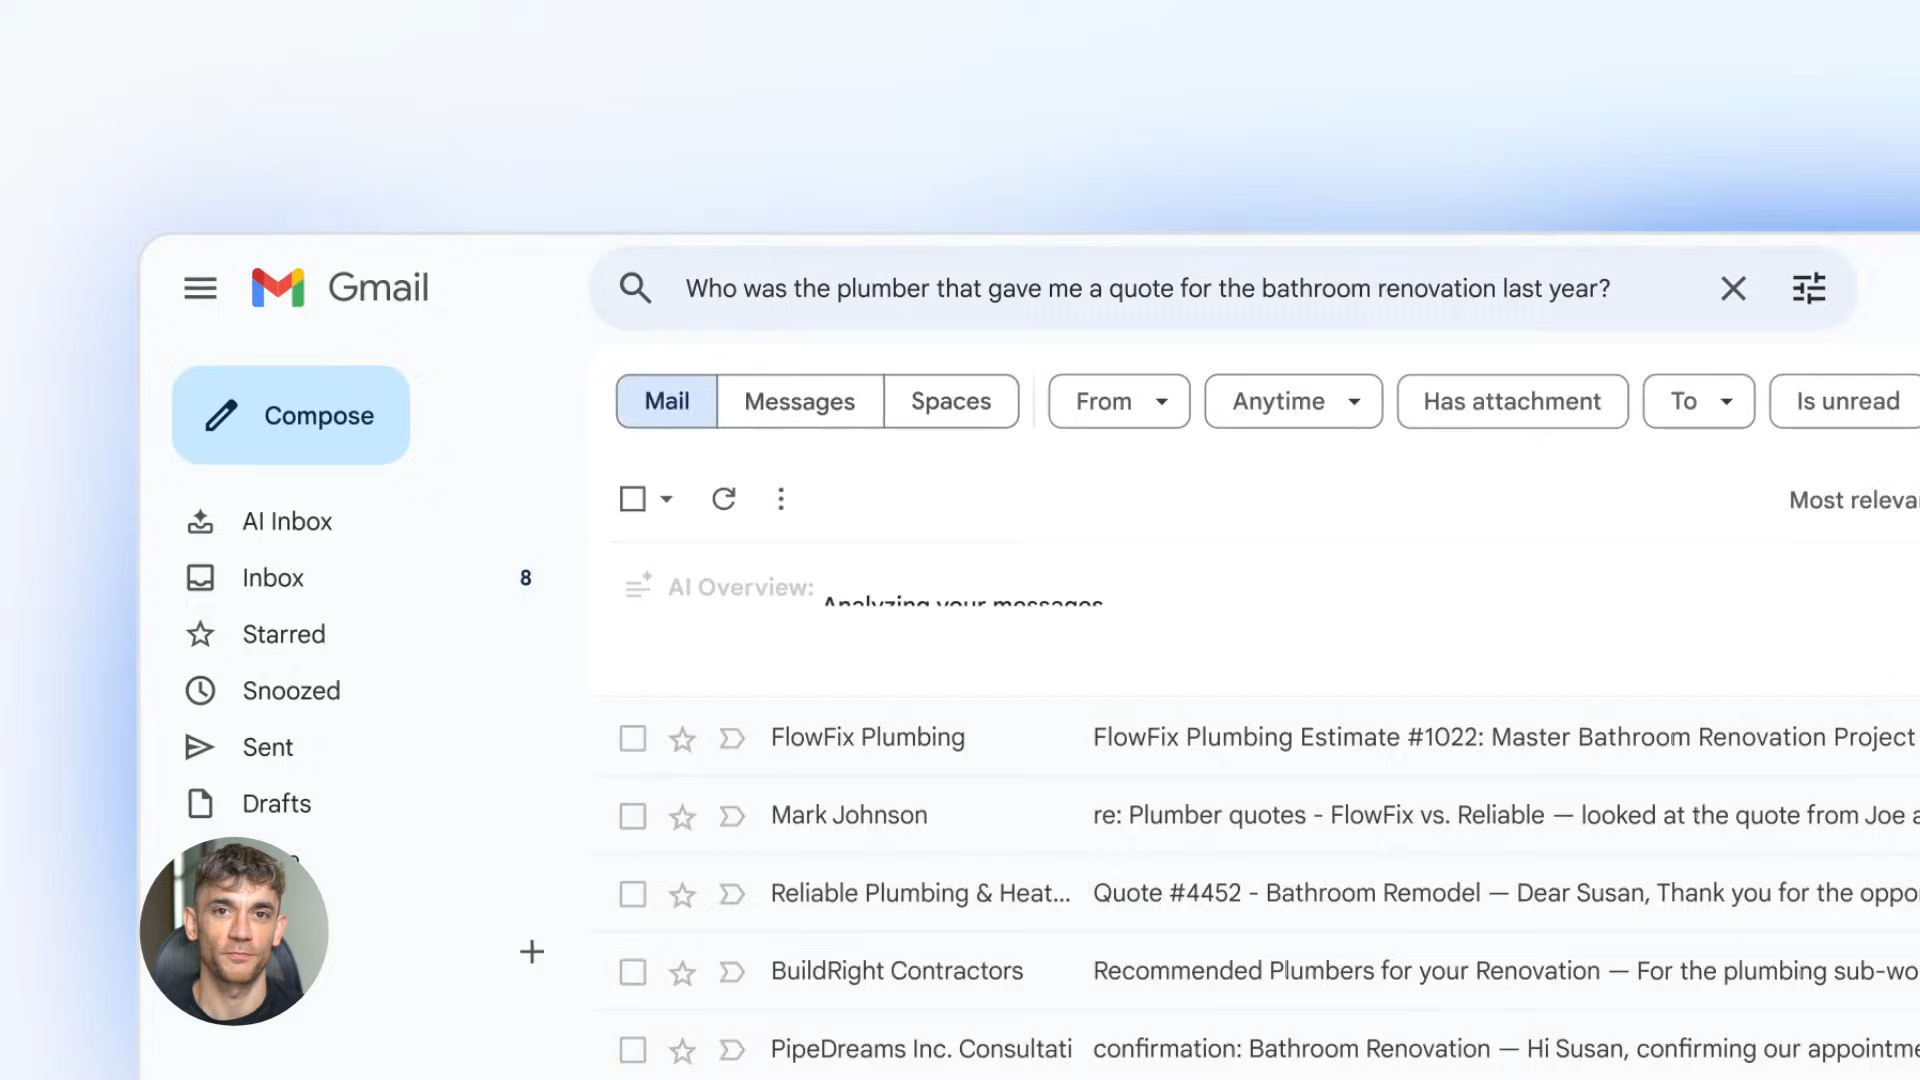 Gmail
Who was the plumber that gave me a quote for the bathroom renovation last year?
Compose
Mail
Messages
Spaces
From
Anytime
Has attachment
To
Is unread
Most releva
AI Inbox
Inbox
8
Starred
Snoozed
Sent
Drafts
AI Overview:
Analyzing your messages
FlowFix Plumbing
FlowFix Plumbing Estimate #1022: Master Bathroom Renovation Project
Mark Johnson
re: Plumber quotes - FlowFix vs. Reliable — looked at the quote from Joe a
Reliable Plumbing & Heat...
Quote #4452 - Bathroom Remodel — Dear Susan, Thank you for the oppo
BuildRight Contractors
Recommended Plumbers for your Renovation — For the plumbing sub-wo
PipeDreams Inc. Consultati
confirmation: Bathroom Renovation — Hi Susan, confirming our appointme